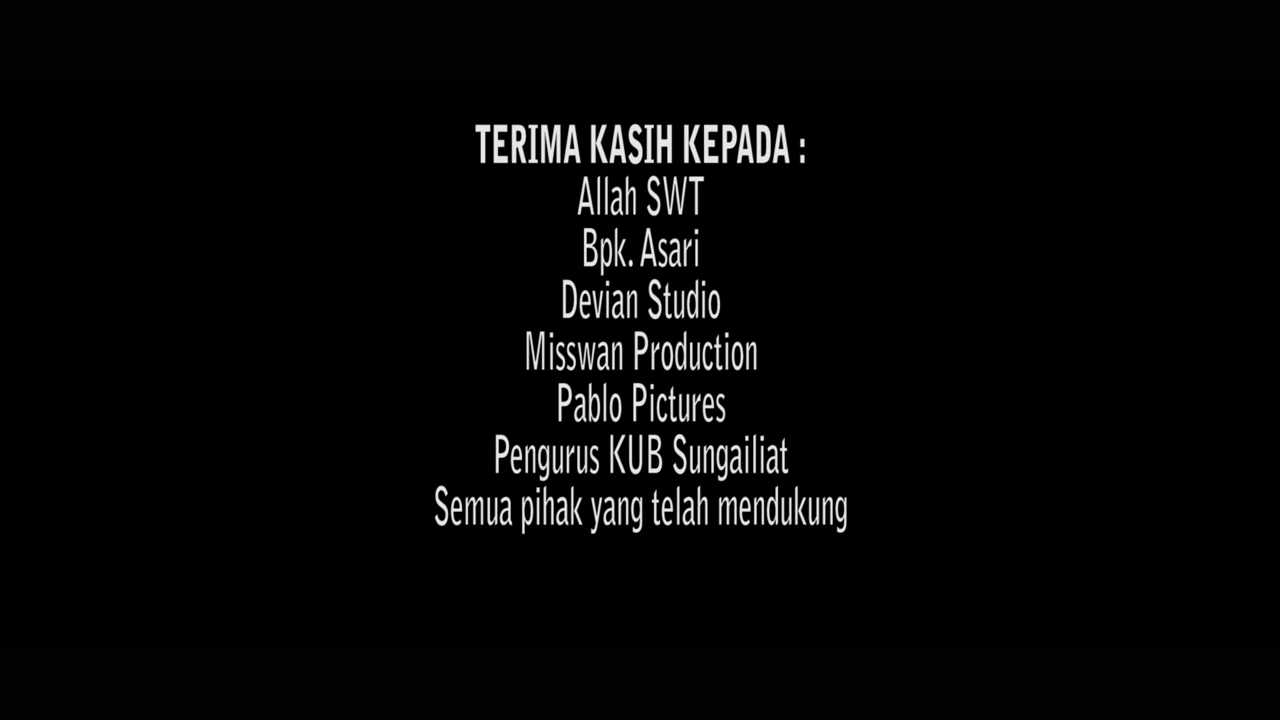 TERIMA KASIH KEPADA :
Allah SWT
Bpk. Asari
Devian Studio
Misswan Production
Pablo Pictures
Pengurus KUB Sungailiat
Semua pihak yang telah mendukung